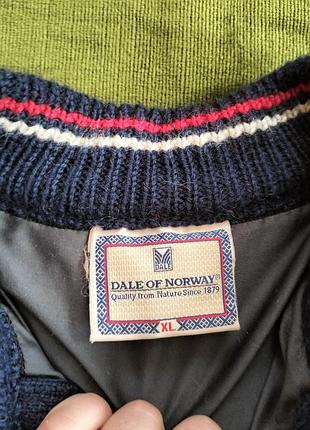 DALE
DALE OF NORWAY®
Quality from Nature Since 1879
XL